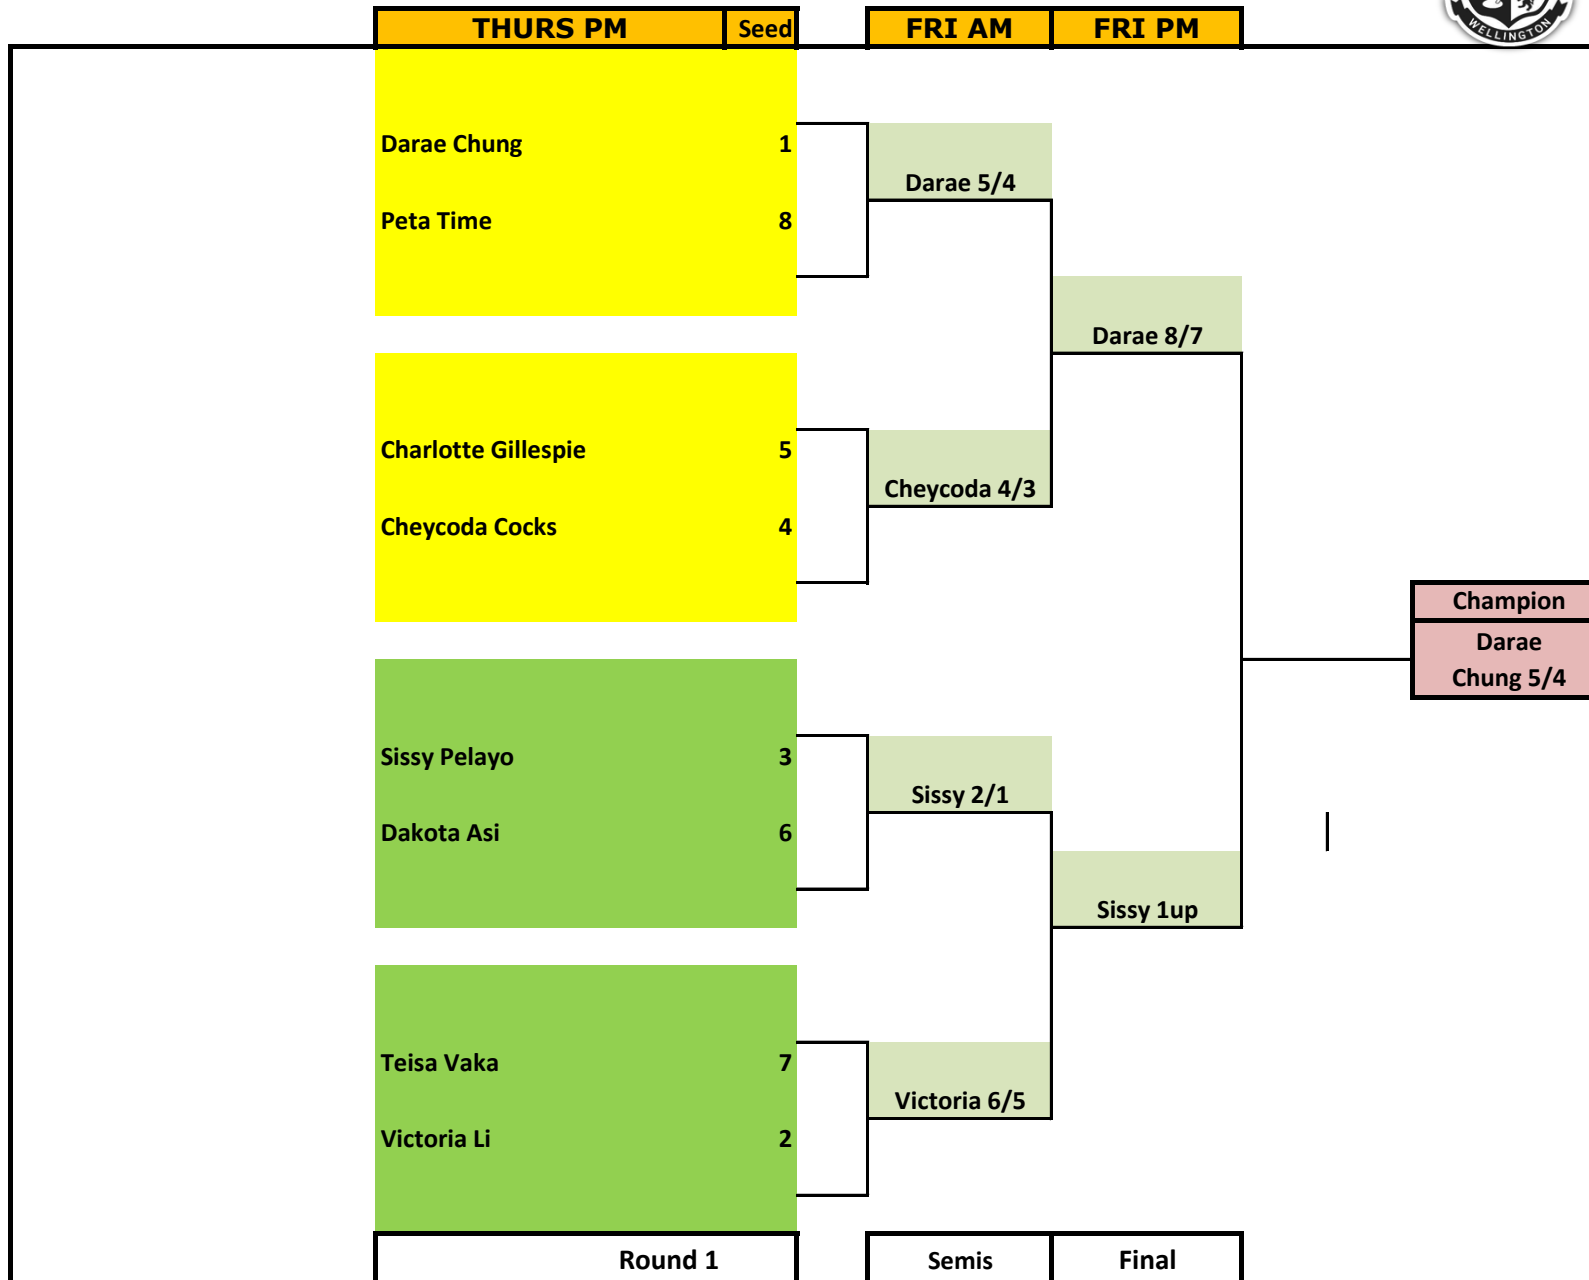 THURS PM Seed FRI AM FRI PM
WELLINGTON
Darae Chung 1
Darae 5/4
Peta Time 8
Darae 8/7
Charlotte Gillespie 5
Cheycoda 4/3
Cheycoda Cocks 4
Champion
Darae
Chung 5/4
Sissy Pelayo 3
Sissy 2/1
Dakota Asi 6
Sissy 1up
Teisa Vaka 7
Victoria 6/5
Victoria Li 2
Round 1 Semis Final